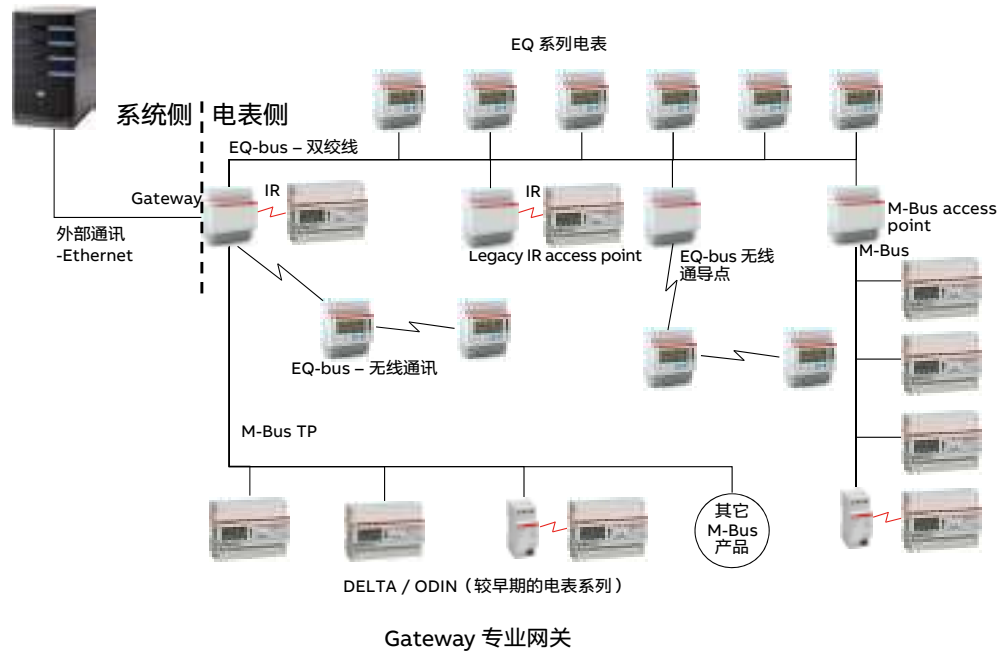 EQ 系列电表
系统侧
电表侧
EQ-bus – 双绞线
Gateway
IR
IR
外部通讯
-Ethernet
Legacy IR access point
EQ-bus 无线
通导点
M-Bus access
point
M-Bus
EQ-bus – 无线通讯
M-Bus TP
其它
M-Bus
产品
DELTA / ODIN（较早期的电表系列）
Gateway 专业网关